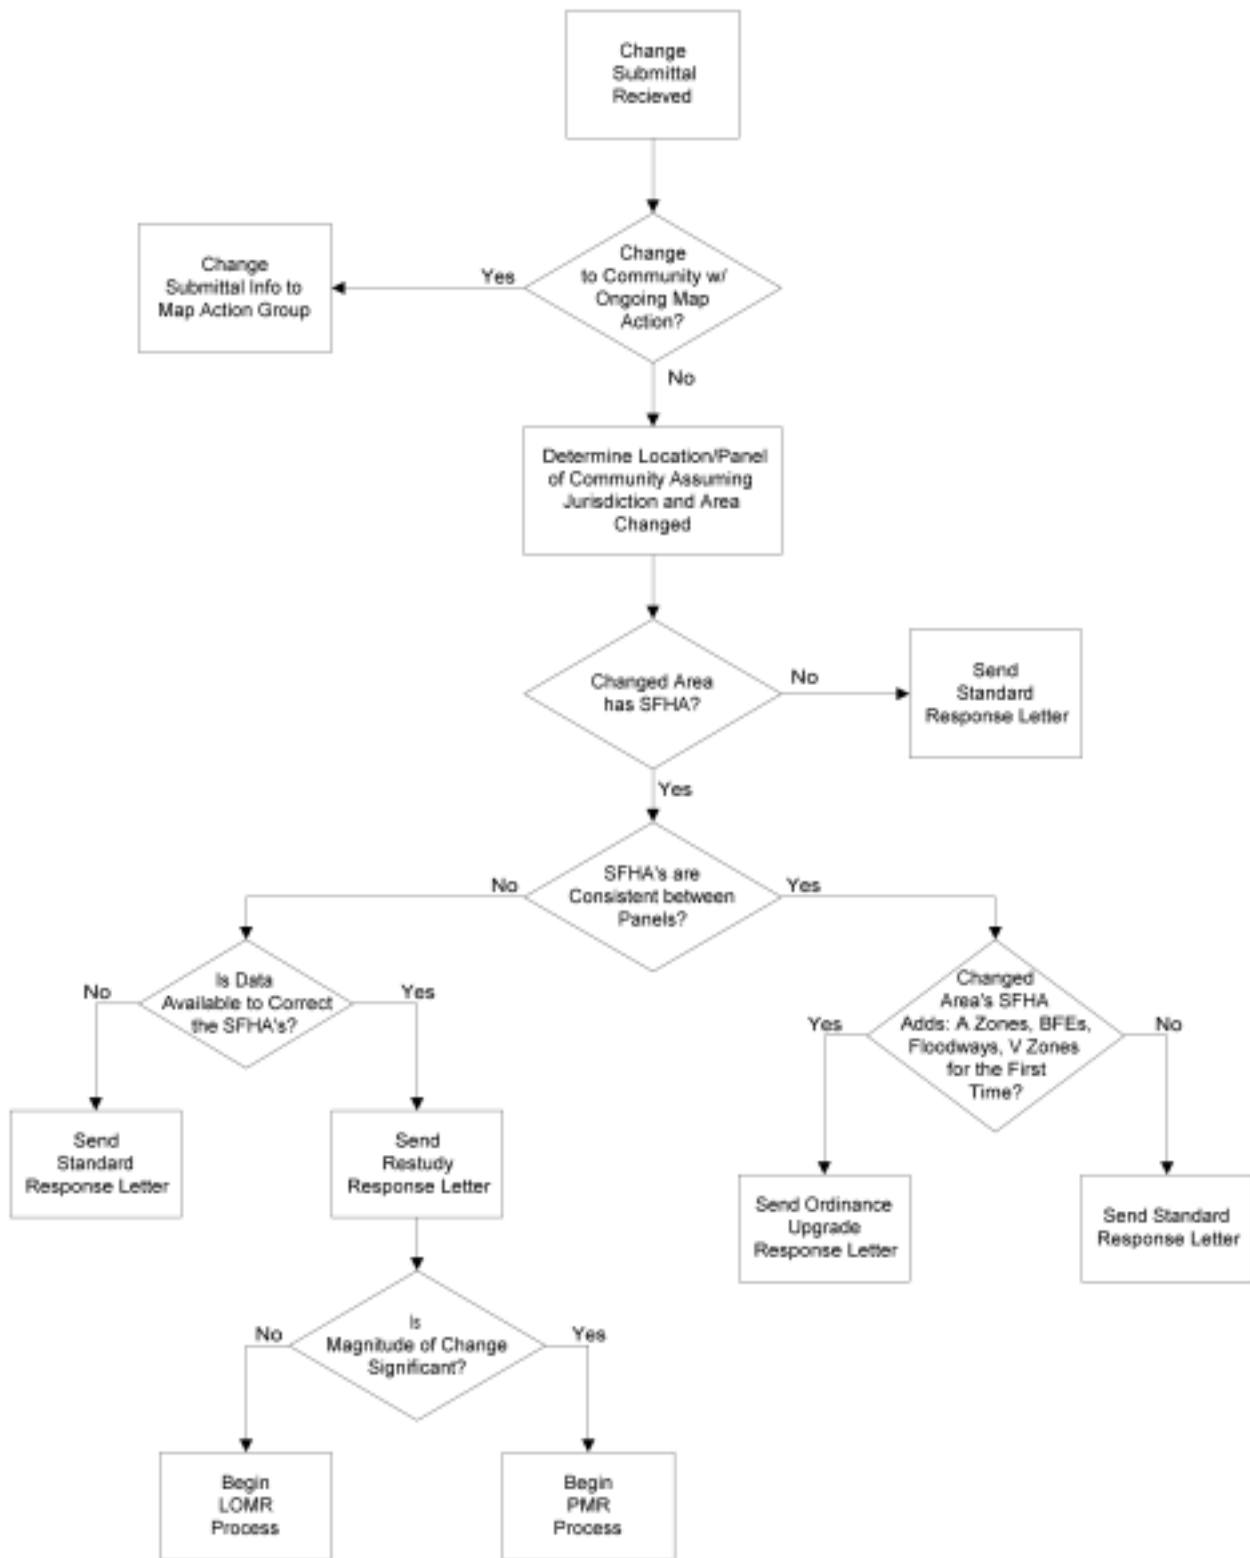 Change
Submittal
Recieved
Change
Submittal Info to
Map Action Group
Yes
Change
to Community w/
Ongoing Map
Action?
No
Determine Location/Panel
of Community Assuming
Jurisdiction and Area
Changed
Changed Area
has SFHA?
No
Send
Standard
Response Letter
Yes
No
SFHA's are
Consistent between
Panels?
Yes
No
Is Data
Available to Correct
the SFHA's?
Yes
Yes
Changed
Area's SFHA
Adds: A Zones, BFEs,
Floodways, V Zones
for the First
Time?
No
Send
Standard
Response Letter
Send
Restudy
Response Letter
Send Ordinance
Upgrade
Response Letter
Send Standard
Response Letter
No
Is
Magnitude of Change
Significant?
Yes
Begin
LOMR
Process
Begin
PMR
Process